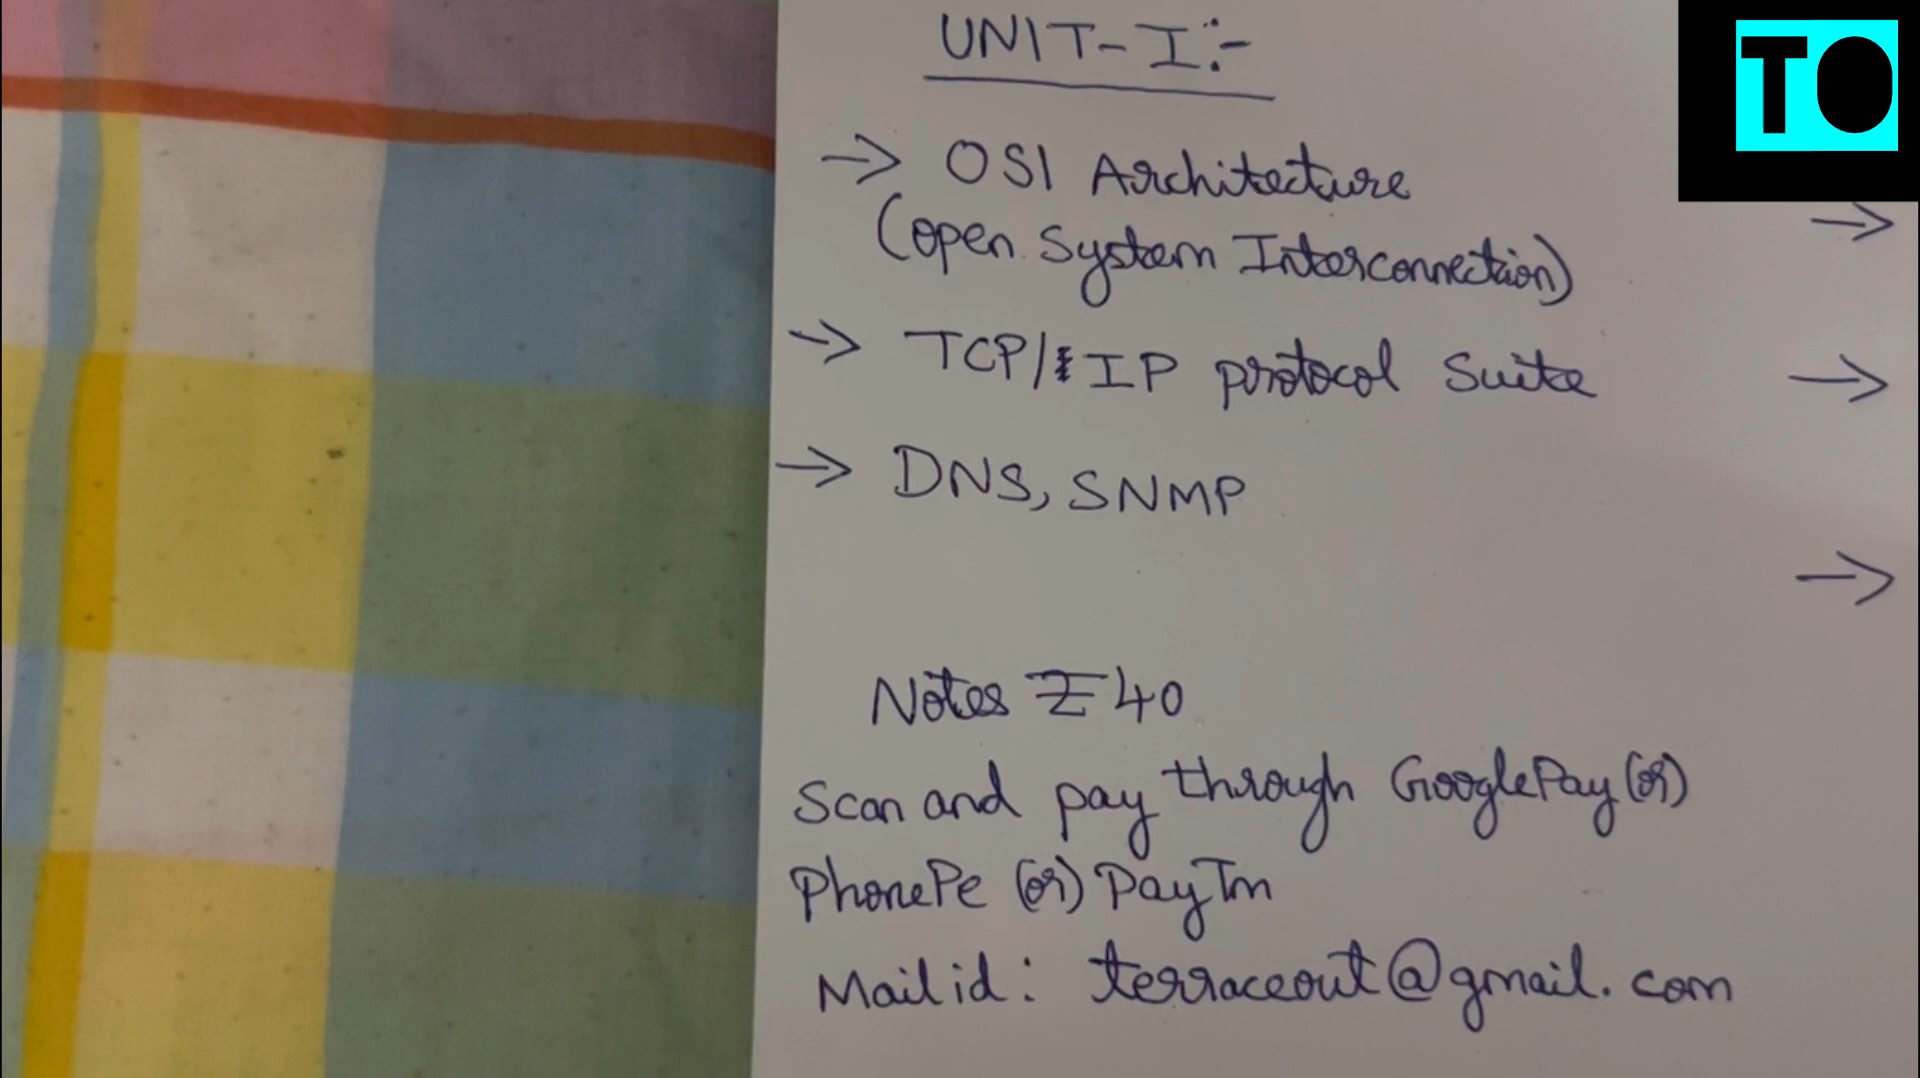 UNIT-I:-
TO
→ OSI Architecture
(open System Interconnection)
→ TCP/IP protocol Suite
→ DNS, SNMP
Notes ₹40
Scan and pay through GooglePay (or)
PhonePe (or) PayTm
Mail id: terraceout@gmail.com